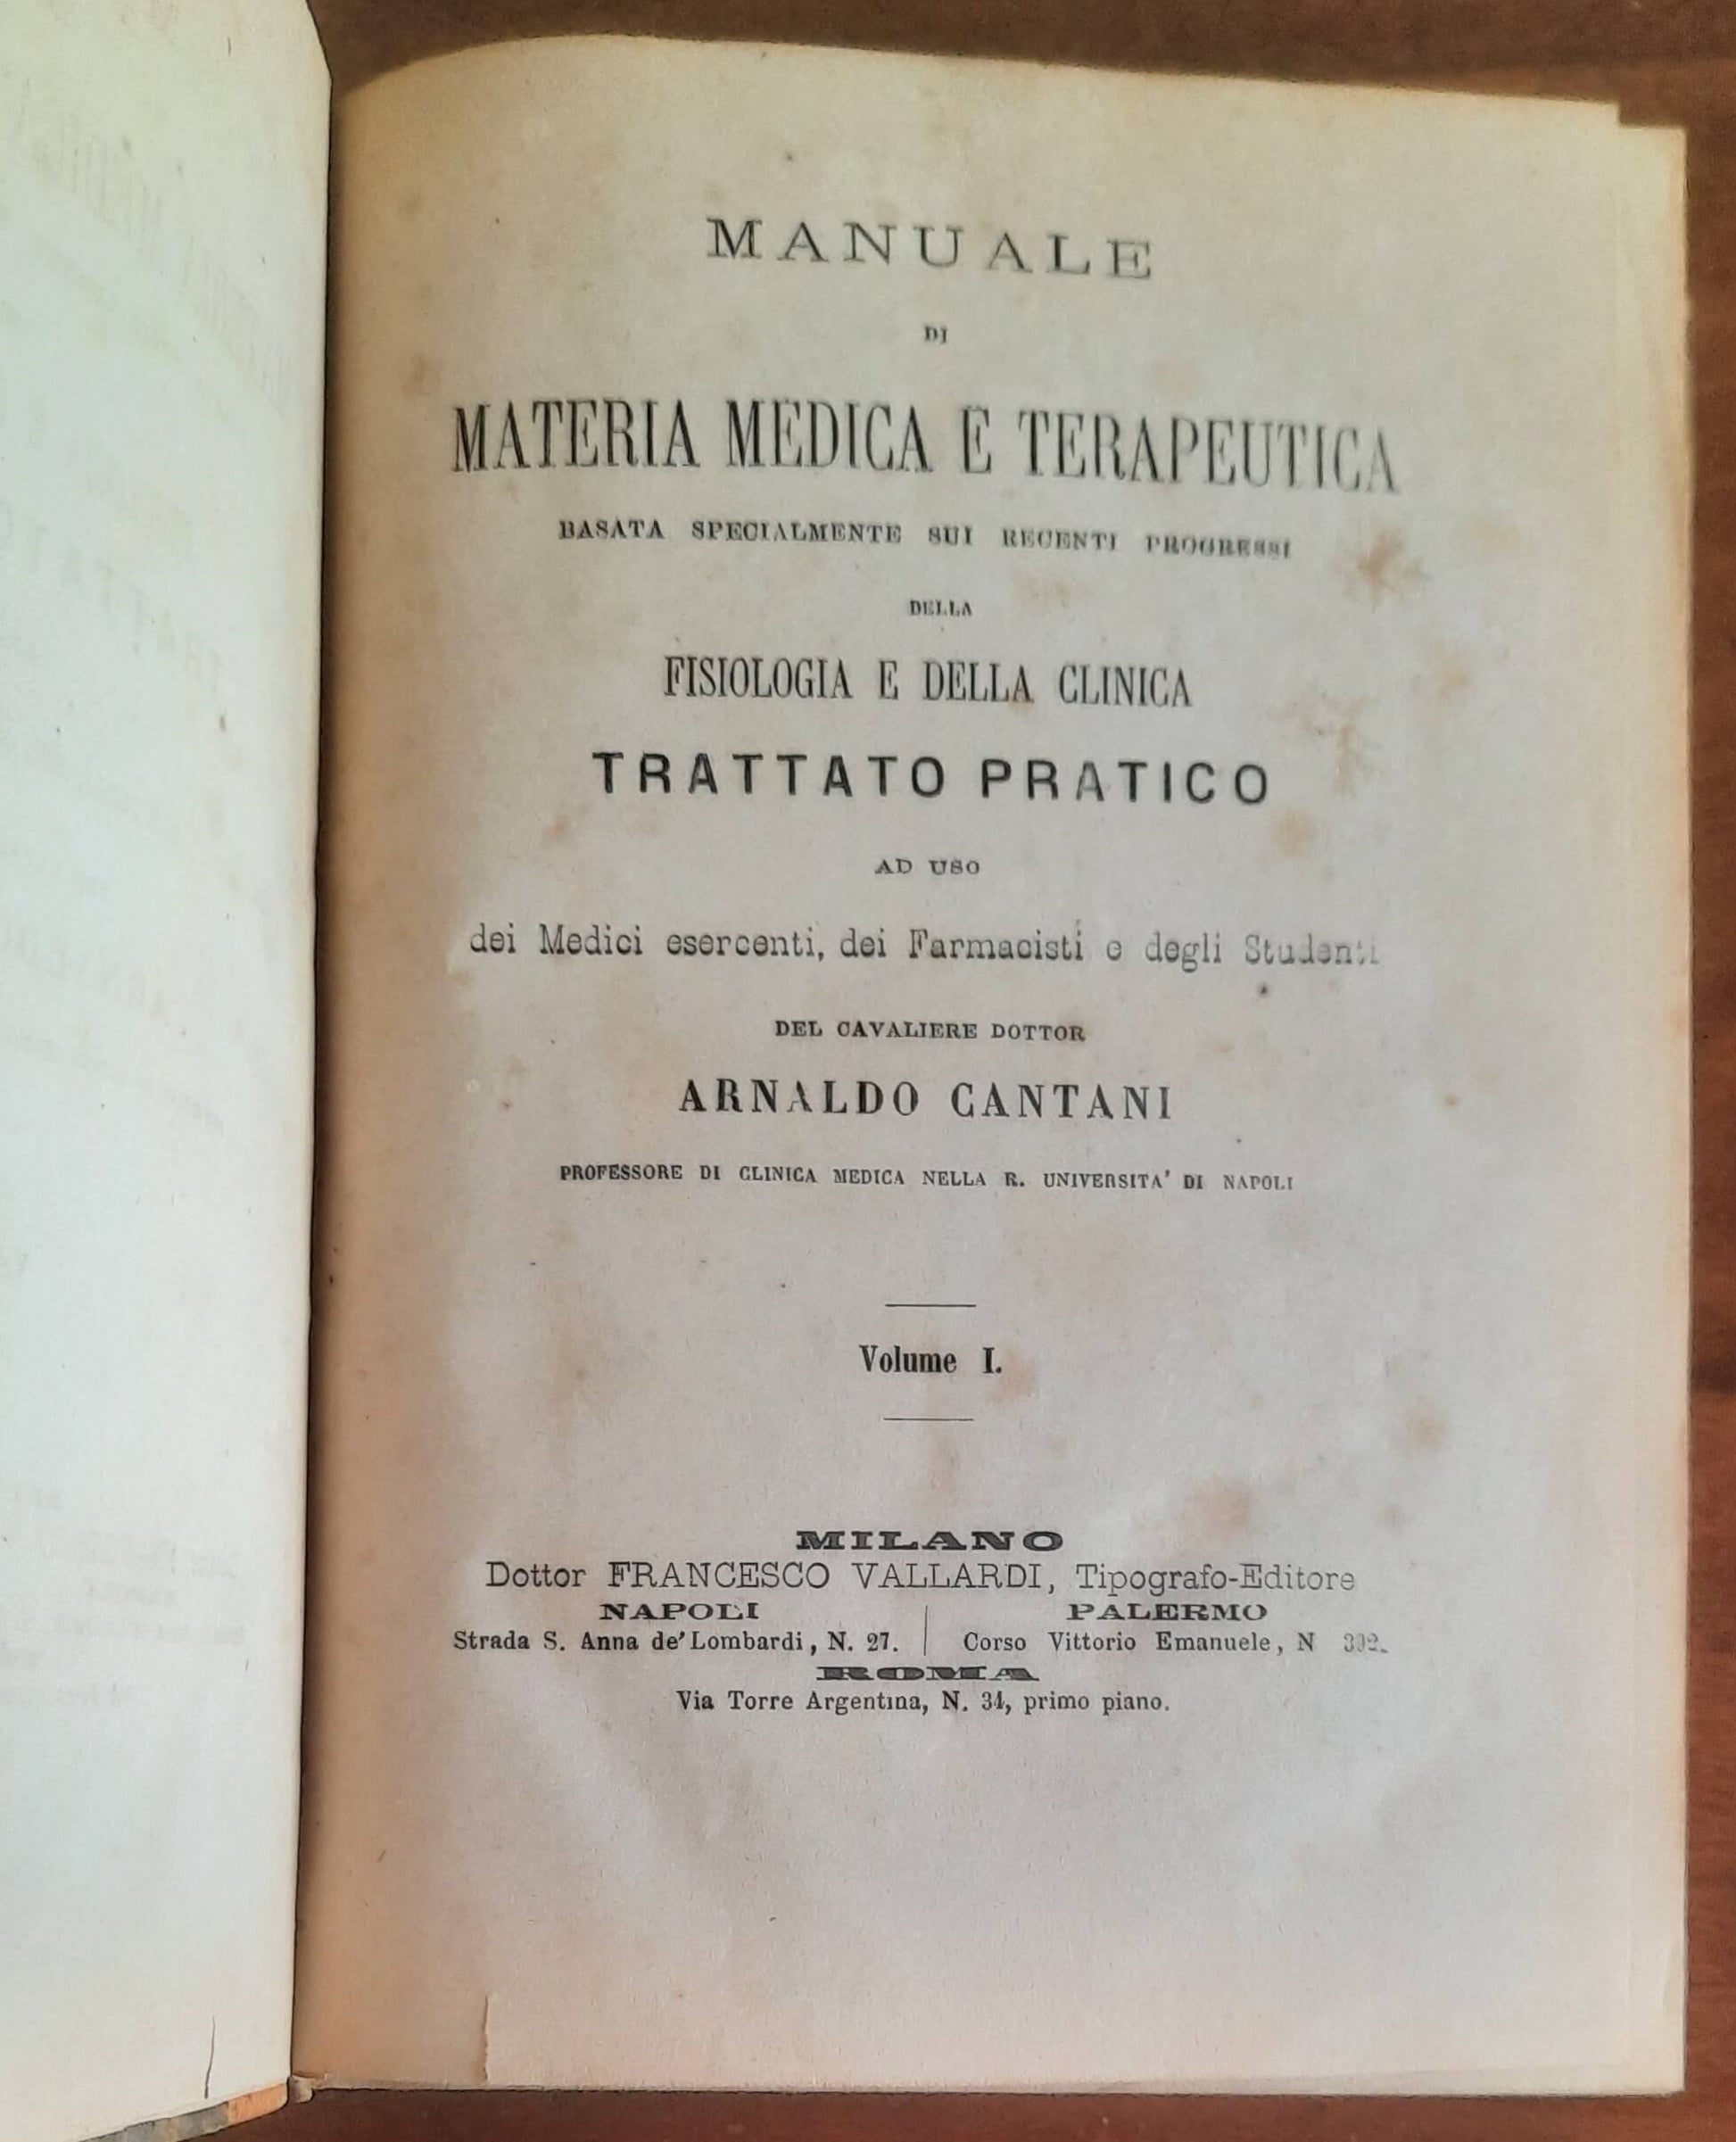 MANUALE
DI
MATERIA MEDICA E TERAPEUTICA
BASATA SPECIALMENTE SUI RECENTI PROGRESSI
DELLA
FISIOLOGIA E DELLA CLINICA
TRATTATO PRATICO
AD USO
dei Medici esercenti, dei Farmacisti e degli Studenti
DEL CAVALIERE DOTTOR
ARNALDO CANTANI
PROFESSORE DI CLINICA MEDICA NELLA R. UNIVERSITA' DI NAPOLI
Volume I.
MILANO
Dottor FRANCESCO VALLARDI, Tipografo-Editore
NAPOLI
Strada S. Anna de' Lombardi, N. 27.
PALERMO
Corso Vittorio Emanuele, N
ROMA
Via Torre Argentina, N. 34, primo piano.